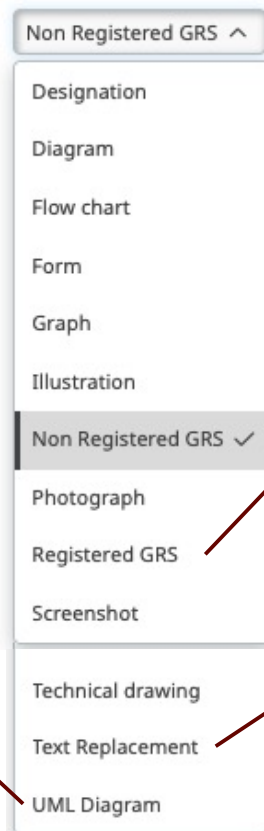 Non Registered GRS
Designation
Diagram
Flow chart
Form
Graph
Illustration
Non Registered GRS
Photograph
Registered GRS
Screenshot
Technical drawing
Text Replacement
UML Diagram